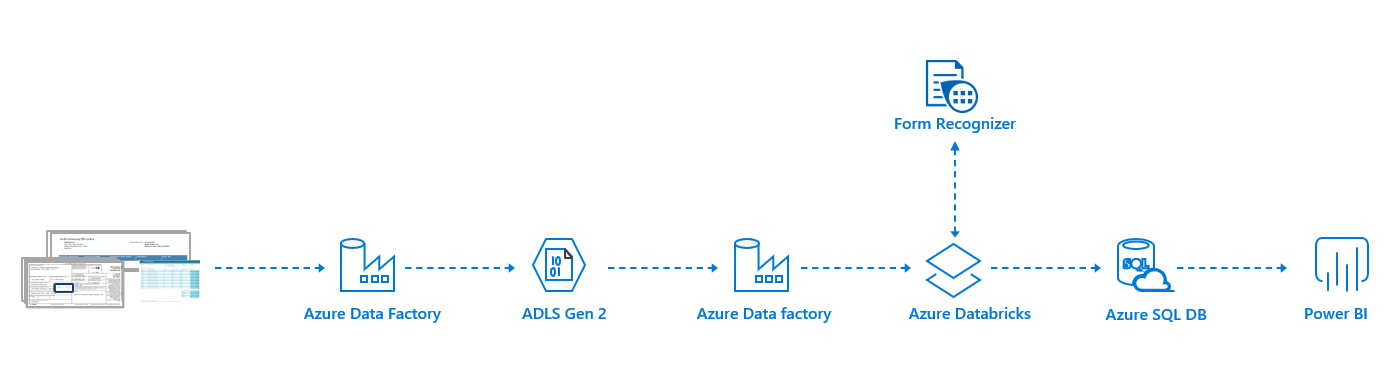 Form Recognizer
AdventureWorks
10
01
SQL
Azure Data Factory
ADLS Gen 2
Azure Data factory
Azure Databricks
Azure SQL DB
Power BI